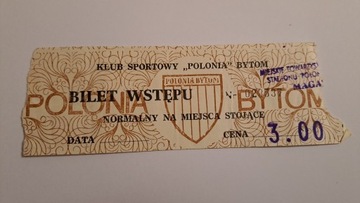 KLUB SPORTOWY „POLONIA" BYTOM
POLONIA BYTOM
POLONIA BYTOM
BILET WSTĘPU
NORMALNY NA MIEJSCA STOJĄCE
DATA CENA 3.00